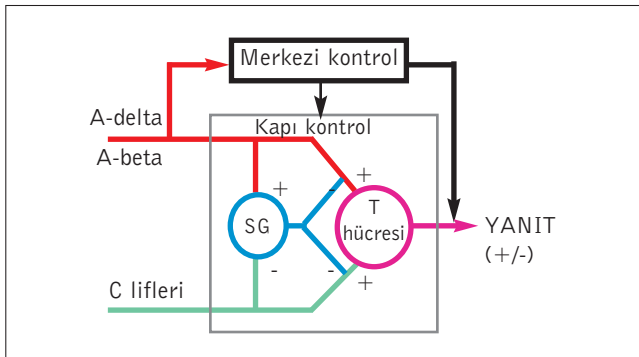 Merkezi kontrol
A-delta
Kapı kontrol
A-beta
+
-
+
SG
T
hücresi
YANIT
(+/-)
-
-
+
C lifleri